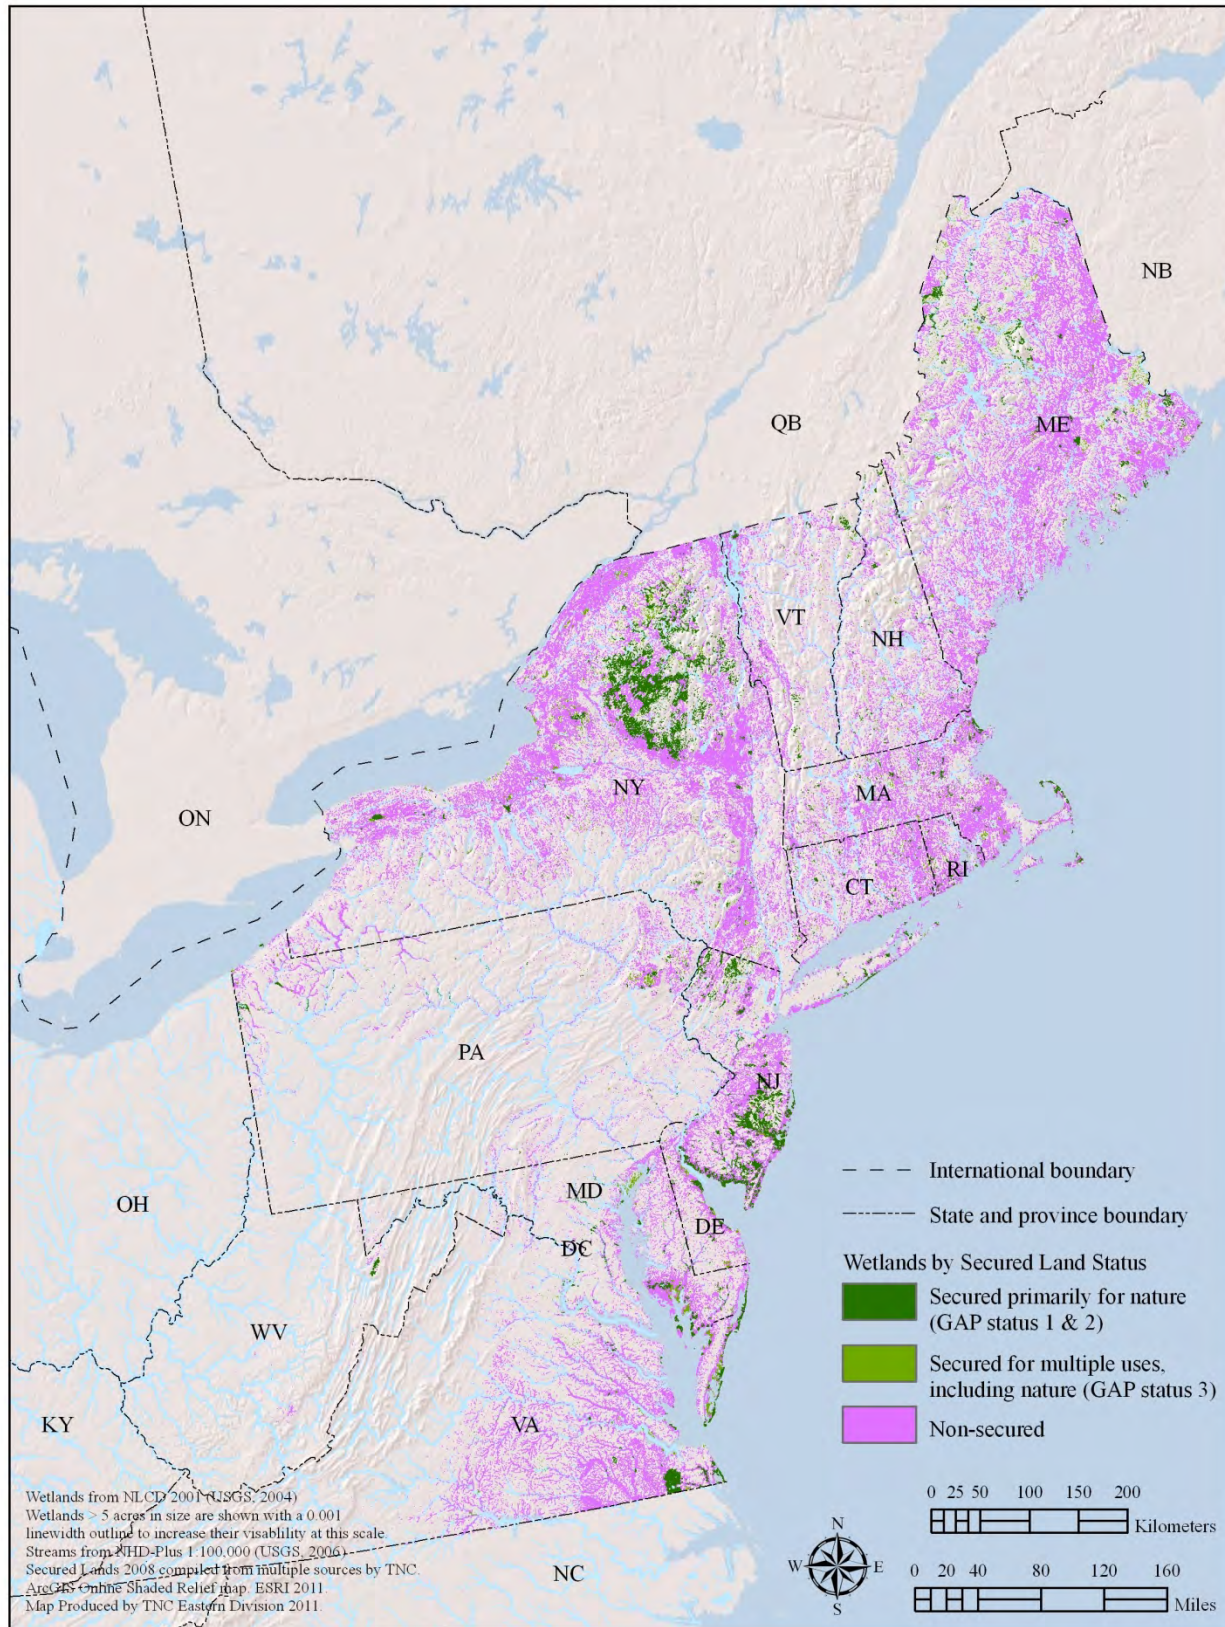 NB
QB
ME
VT
NH
NY
MA
ON
CT
RI
PA
NJ
OH
MD
DE
DC
WV
KY
VA
NC
International boundary
State and province boundary
Wetlands by Secured Land Status
Secured primarily for nature
(GAP status 1 & 2)
Secured for multiple uses,
including nature (GAP status 3)
Non-secured
Wetlands from NLCD 2001 (USGS, 2004)
Wetlands > 5 acres in size are shown with a 0.001
linewidth outline to increase their visability at this scale.
Streams from NHD-Plus 1:100,000 (USGS, 2006)
Secured Lands 2008 compiled from multiple sources by TNC.
ArcGIS Online Shaded Relief map. ESRI 2011
Map Produced by TNC Eastern Division 2011.
N
W E
S
0 25 50 100 150 200
Kilometers
0 20 40 80 120 160
Miles